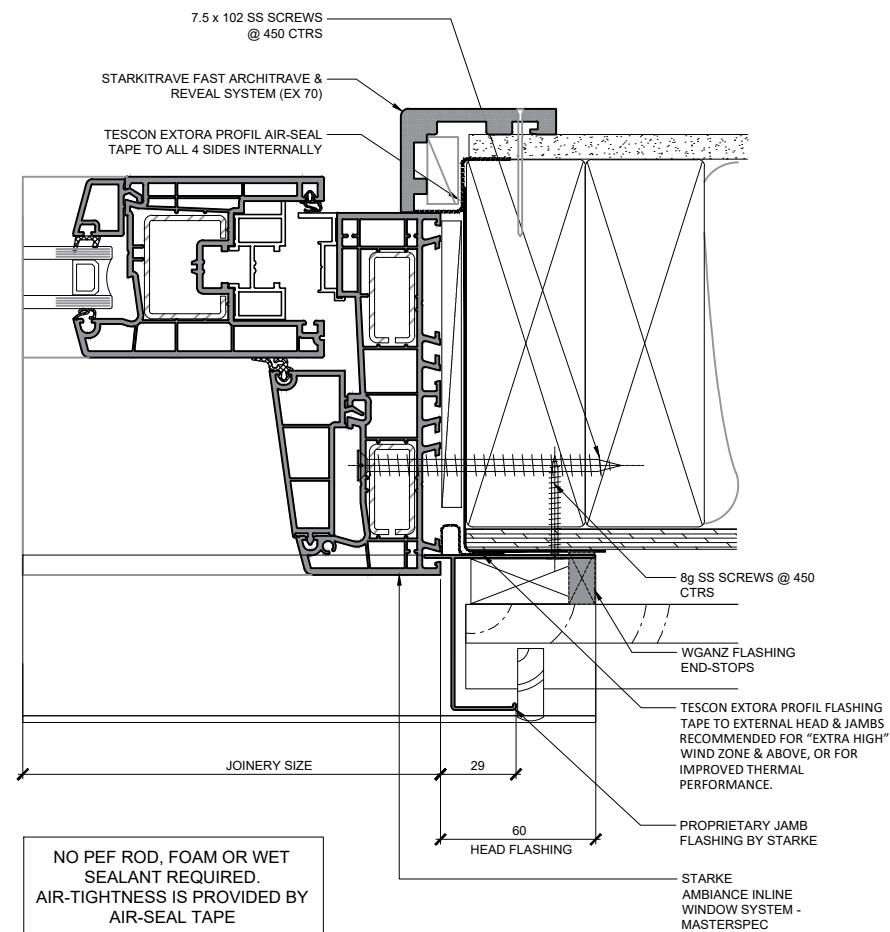 7.5 x 102 SS SCREWS
@ 450 CTRS
STARKITRAVE FAST ARCHITRAVE &
REVEAL SYSTEM (EX 70)
TESCON EXTORA PROFIL AIR-SEAL
TAPE TO ALL 4 SIDES INTERNALLY
8g SS SCREWS @ 450
CTRS
WGANZ FLASHING
END-STOPS
TESCON EXTORA PROFIL FLASHING
TAPE TO EXTERNAL HEAD & JAMBS
RECOMMENDED FOR “EXTRA HIGH”
WIND ZONE & ABOVE, OR FOR
IMPROVED THERMAL
PERFORMANCE.
JOINERY SIZE
29
60
HEAD FLASHING
PROPRIETARY JAMB
FLASHING BY STARKE
STARKE
AMBIANCE INLINE
WINDOW SYSTEM -
MASTERSPEC
NO PEF ROD, FOAM OR WET
SEALANT REQUIRED.
AIR-TIGHTNESS IS PROVIDED BY
AIR-SEAL TAPE